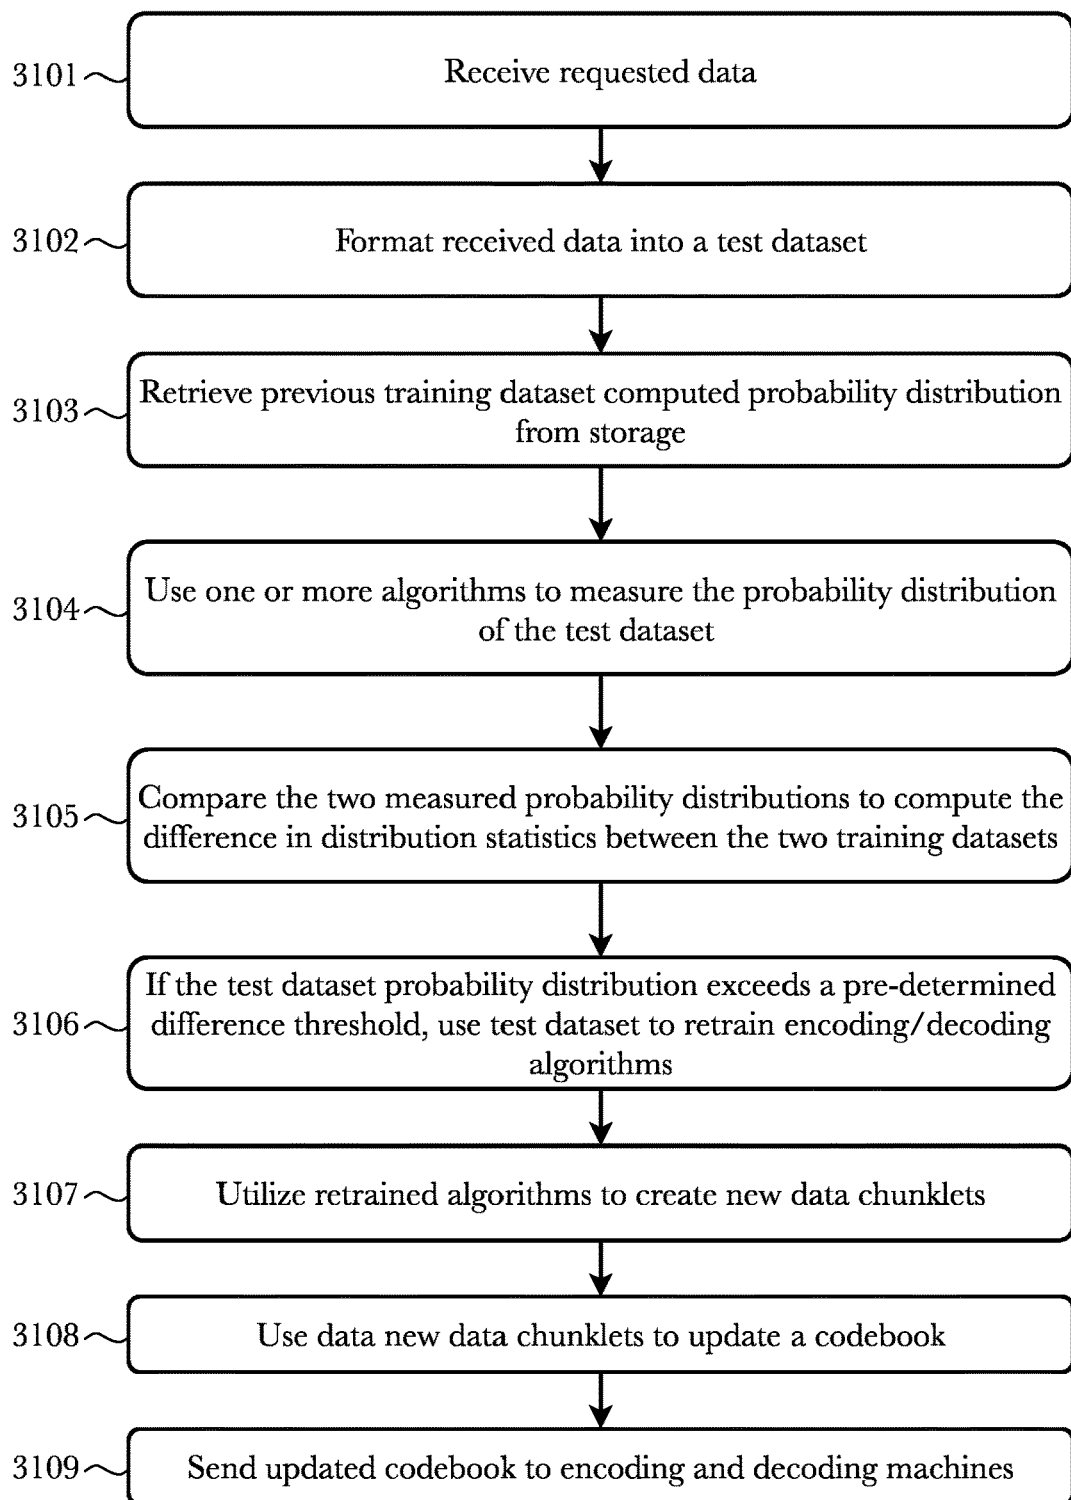 3101
Receive requested data
3102
Format received data into a test dataset
3103
Retrieve previous training dataset computed probability distribution
from storage
3104
Use one or more algorithms to measure the probability distribution
of the test dataset
3105
Compare the two measured probability distributions to compute the
difference in distribution statistics between the two training datasets
3106
If the test dataset probability distribution exceeds a pre-determined
difference threshold, use test dataset to retrain encoding/decoding
algorithms
3107
Utilize retrained algorithms to create new data chunklets
3108
Use data new data chunklets to update a codebook
3109
Send updated codebook to encoding and decoding machines